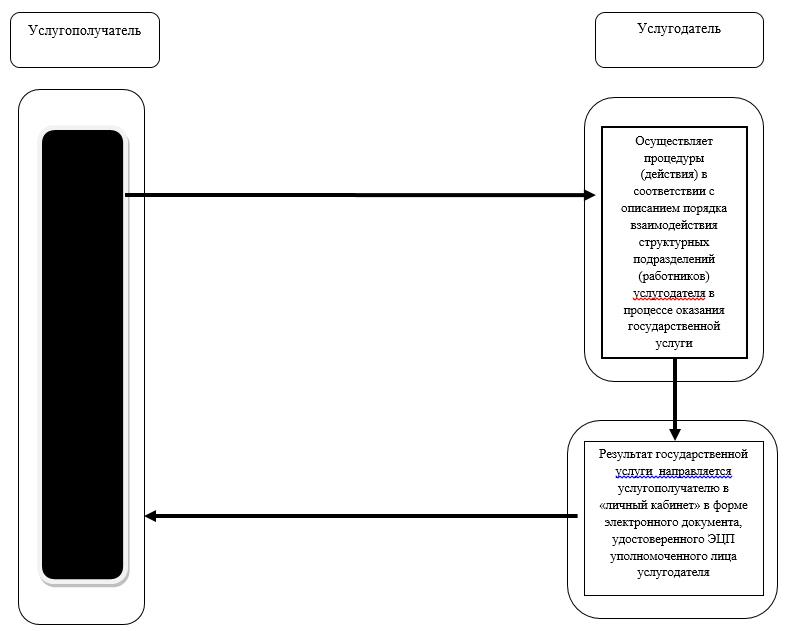 Услугополучатель
Услугодатель
Осуществляет
процедуры
(действия) в
соответствии с
описанием порядка
взаимодействия
структурных
подразделений
(работников)
услугодателя в
процессе оказания
государственной
услуги
Результат государственной
услуги направляется
услугополучателю в
«личный кабинет» в форме
электронного документа,
удостоверенного ЭЦП
уполномоченного лица
услугодателя